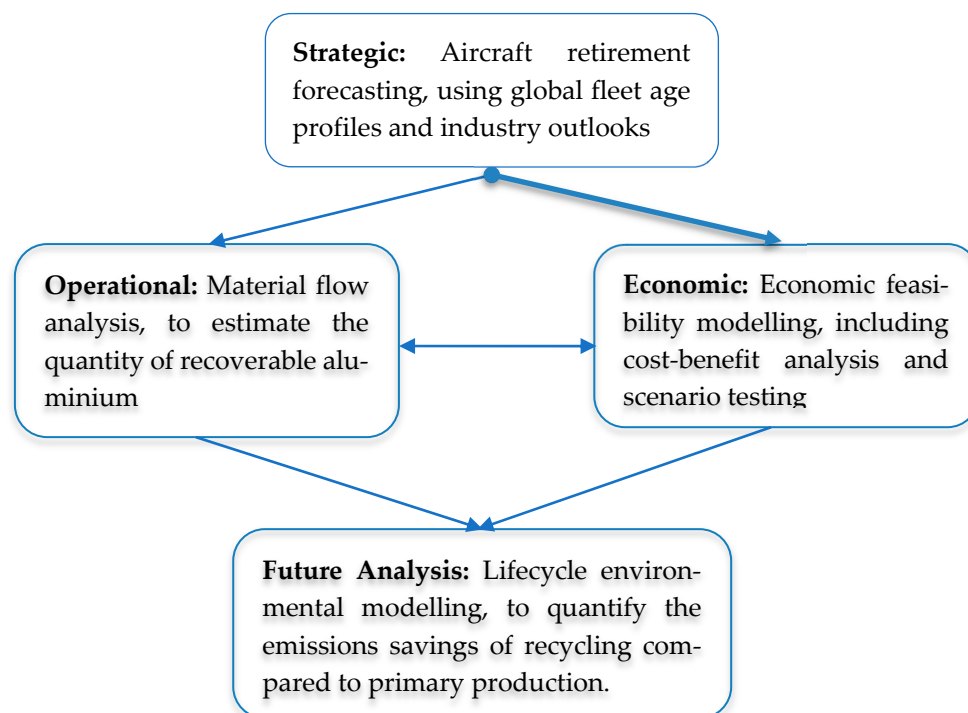 Strategic: Aircraft retirement
forecasting, using global fleet age
profiles and industry outlooks
Operational: Material flow
analysis, to estimate the
quantity of recoverable alu-
minium
Economic: Economic feasi-
bility modelling, including
cost-benefit analysis and
scenario testing
Future Analysis: Lifecycle environ-
mental modelling, to quantify the
emissions savings of recycling com-
pared to primary production.